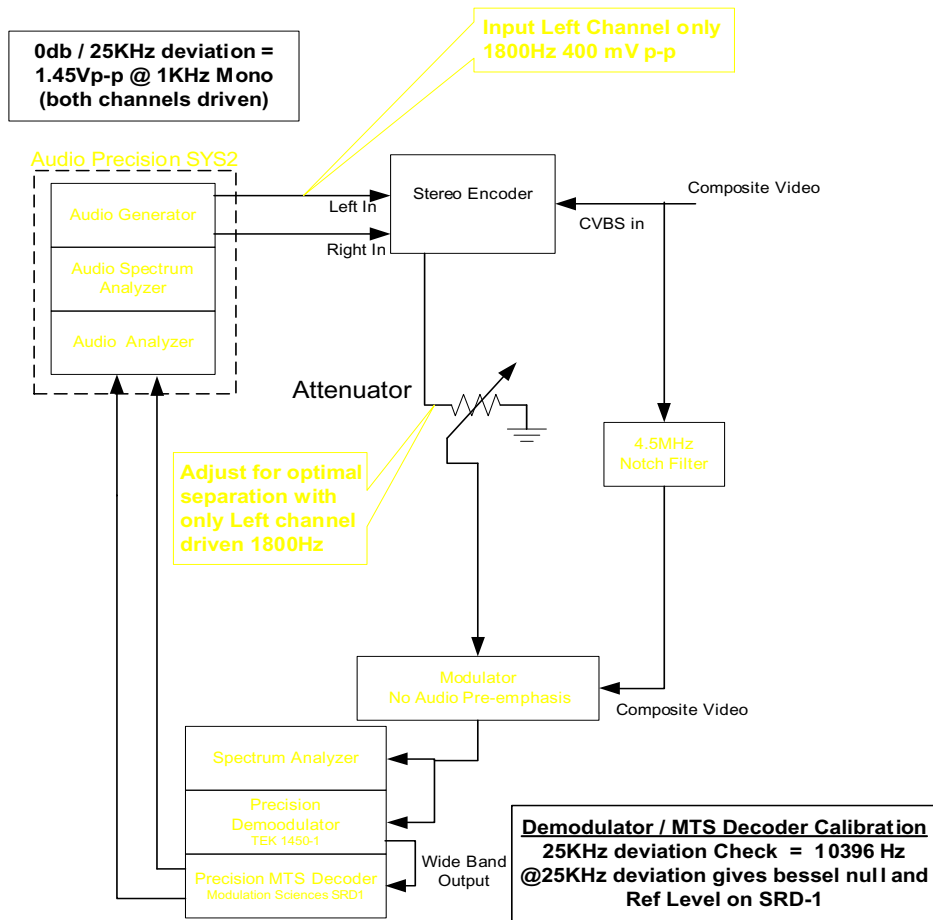 Input Left Channel only
1800Hz 400 mV p-p
0db / 25KHz deviation =
1.45Vp-p @ 1KHz Mono
(both channels driven)
Audio Precision SYS2
Audio Generator
Audio Spectrum
Analyzer
Audio Analyzer
Left In
Right In
Stereo Encoder
Composite Video
CVBS in
Attenuator
4.5MHz
Notch Filter
Adjust for optimal
separation with
only Left channel
driven 1800Hz
Modulator
No Audio Pre-emphasis
Composite Video
Spectrum Analyzer
Precision
Demoodulator
TEK 1450-1
Precision MTS Decoder
Modulation Sciences SRD1
Wide Band
Output
Demodulator / MTS Decoder Calibration
25KHz deviation Check = 10396 Hz
@25KHz deviation gives bessel null and
Ref Level on SRD-1